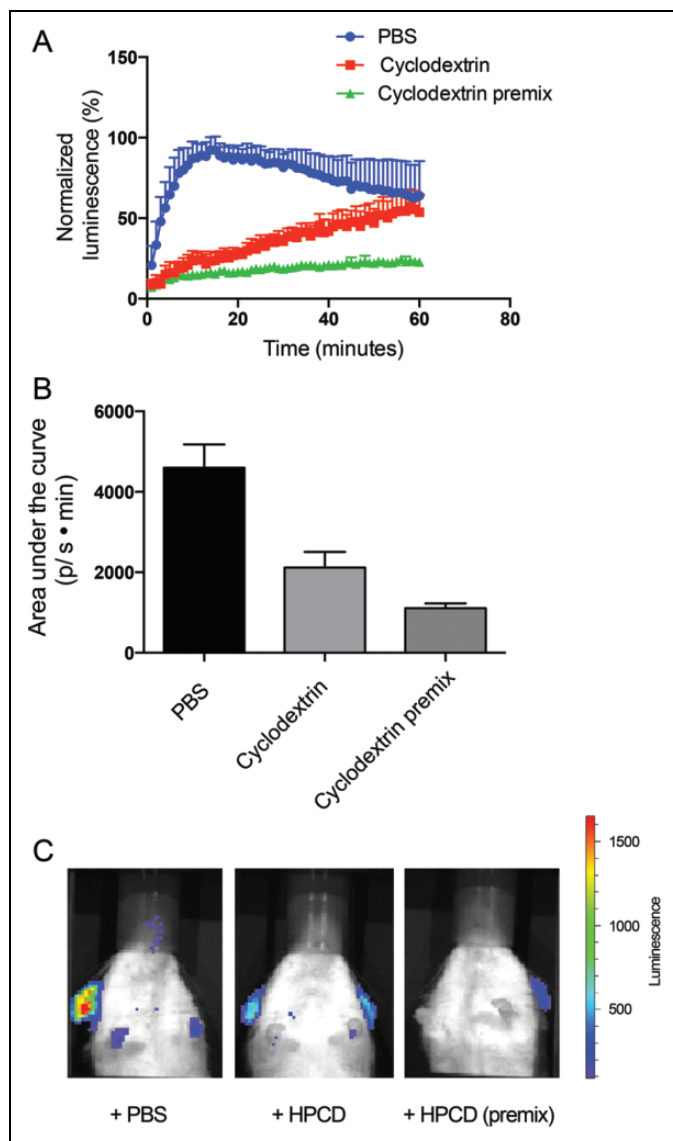 A
PBS
Cyclodextrin
Cyclodextrin premix
150
100
50
0
Normalized
luminescence (%)
0 20 40 60 80
Time (minutes)
B
6000
4000
2000
0
Area under the curve
(p/ s • min)
PBS
Cyclodextrin
Cyclodextrin premix
C
1500
1000
500
Luminescence
+ PBS + HPCD + HPCD (premix)